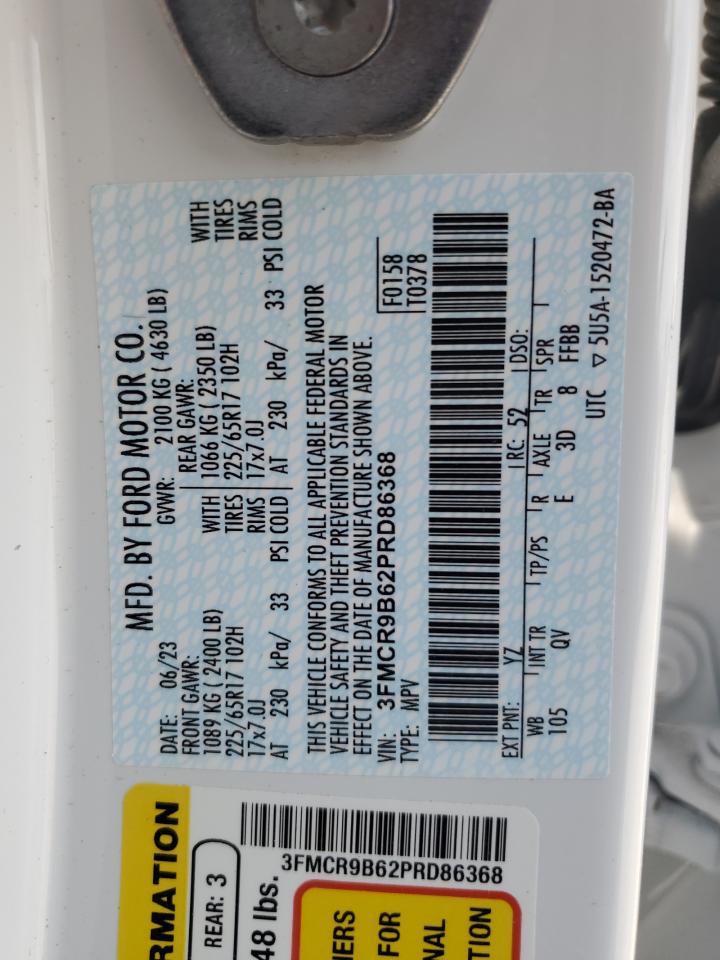 MFD. BY FORD MOTOR CO.
DATE: 06/23 GVWR: 2100 KG ( 4630 LB)
FRONT GAWR: REAR GAWR:
1089 KG ( 2400 LB) WITH 1066 KG ( 2350 LB) WITH
225/65R17 102H TIRES 225/65R17 102H TIRES
17x7.0J RIMS 17x7.0J RIMS
AT 230 kPa/ 33 PSI COLD AT 230 kPa/ 33 PSI COLD
THIS VEHICLE CONFORMS TO ALL APPLICABLE FEDERAL MOTOR
VEHICLE SAFETY AND THEFT PREVENTION STANDARDS IN
EFFECT ON THE DATE OF MANUFACTURE SHOWN ABOVE.
VIN: 3FMCR9B62PRD86368 F0158
TYPE: MPV T0378
EXT PNT: YZ RC: 52 DSO:
WB INT TR TP/PS R AXLE TR SPR
105 QV E 3D 8 FFBB
UTC ▽ 5U5A-1520472-BA
RMATION
REAR: 3
48 lbs.
3FMCR9B62PRD86368
FOR
TION